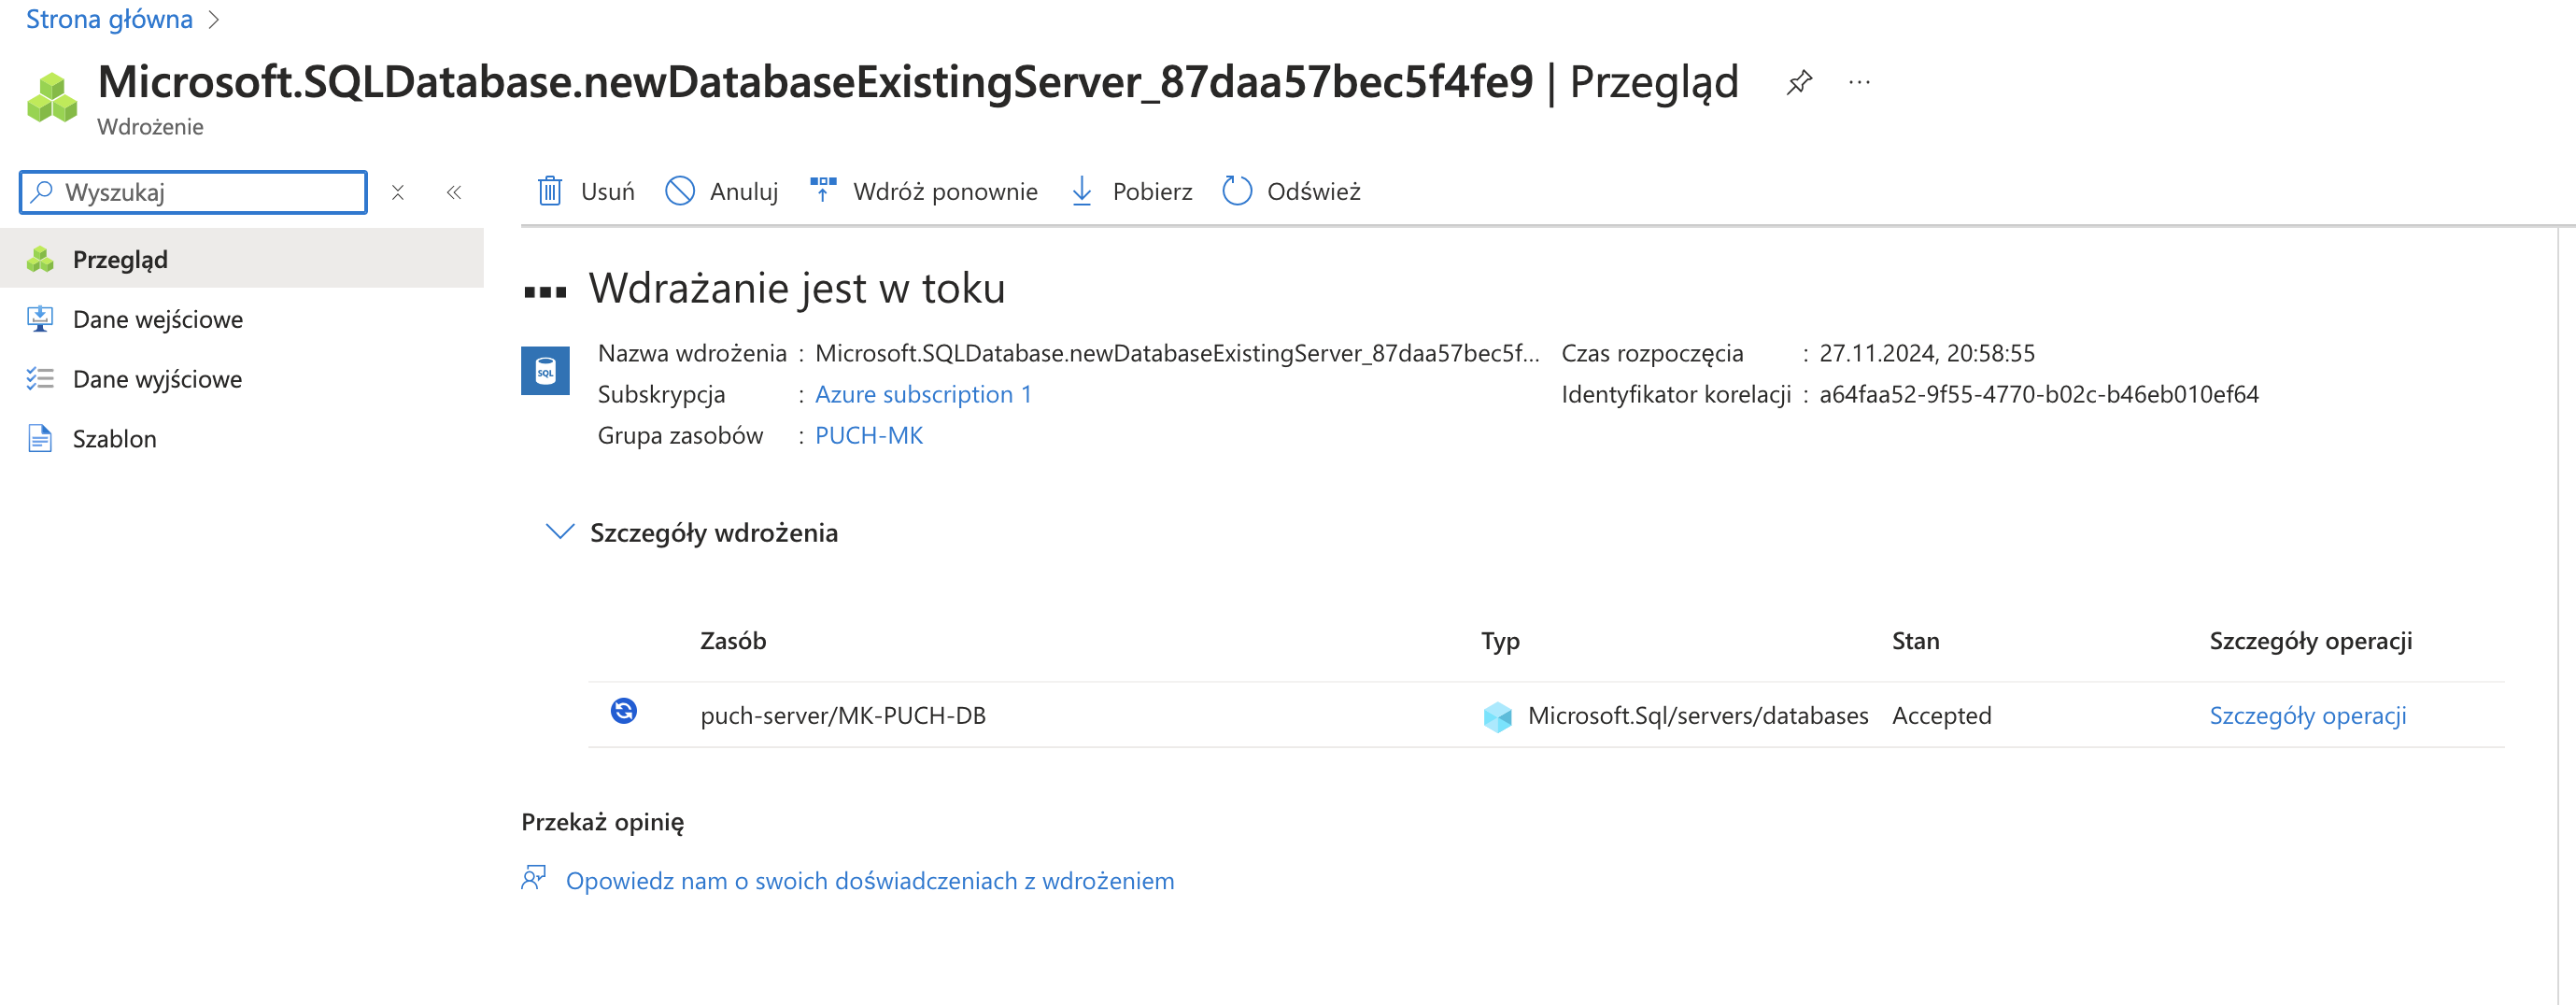 Strona główna
Microsoft.SQLDatabase.newDatabaseExistingServer_87daa57bec5f4fe9 | Przegląd
Wdrożenie
Wyszukaj
Usuń Anuluj Wdróż ponownie Pobierz Odśwież
Przegląd
Dane wejściowe
Dane wyjściowe
Szablon
Wdrażanie jest w toku
SQL
Nazwa wdrożenia : Microsoft.SQLDatabase.newDatabaseExistingServer_87daa57bec5f... Czas rozpoczęcia : 27.11.2024, 20:58:55
Subskrypcja : Azure subscription 1 Identyfikator korelacji : a64faa52-9f55-4770-b02c-b46eb010ef64
Grupa zasobów : PUCH-MK
Szczegóły wdrożenia
Zasób Typ Stan Szczegóły operacji
puch-server/MK-PUCH-DB Microsoft.Sql/servers/databases Accepted Szczegóły operacji
Przekaż opinię
Opowiedz nam o swoich doświadczeniach z wdrożeniem